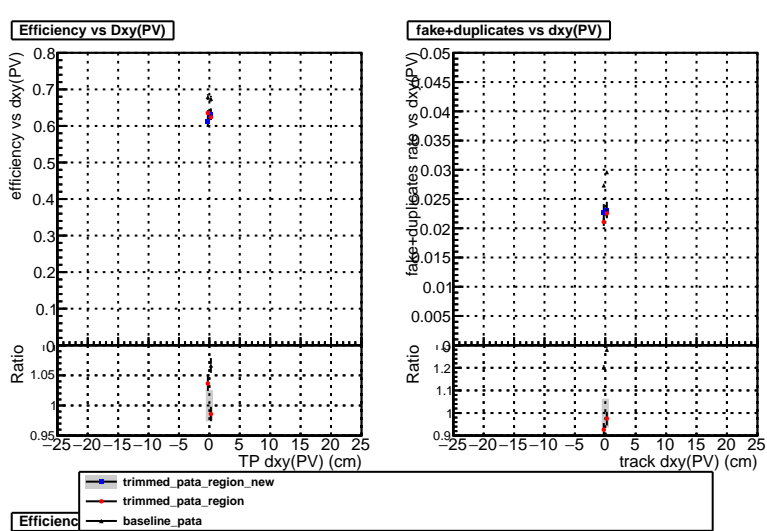 Efficiency vs Dxy(PV)
efficiency vs dxy(PV)
0.8
0.7
0.6
0.5
0.4
0.3
0.2
0.1
0
Ratio
1.05
1
0.95
−25 −20 −15 −10 −5 0 5 10 15 20 25
TP dxy(PV) (cm)
fake+duplicates vs dxy(PV)
fake+duplicates rate vs dxy(PV)
0.05
0.045
0.04
0.035
0.03
0.025
0.02
0.015
0.01
0.005
0
Ratio
1.2
1.1
1
0.9
−25 −20 −15 −10 −5 0 5 10 15 20 25
track dxy(PV) (cm)
trimmed_pata_region_new
trimmed_pata_region
baseline_pata
Efficienc